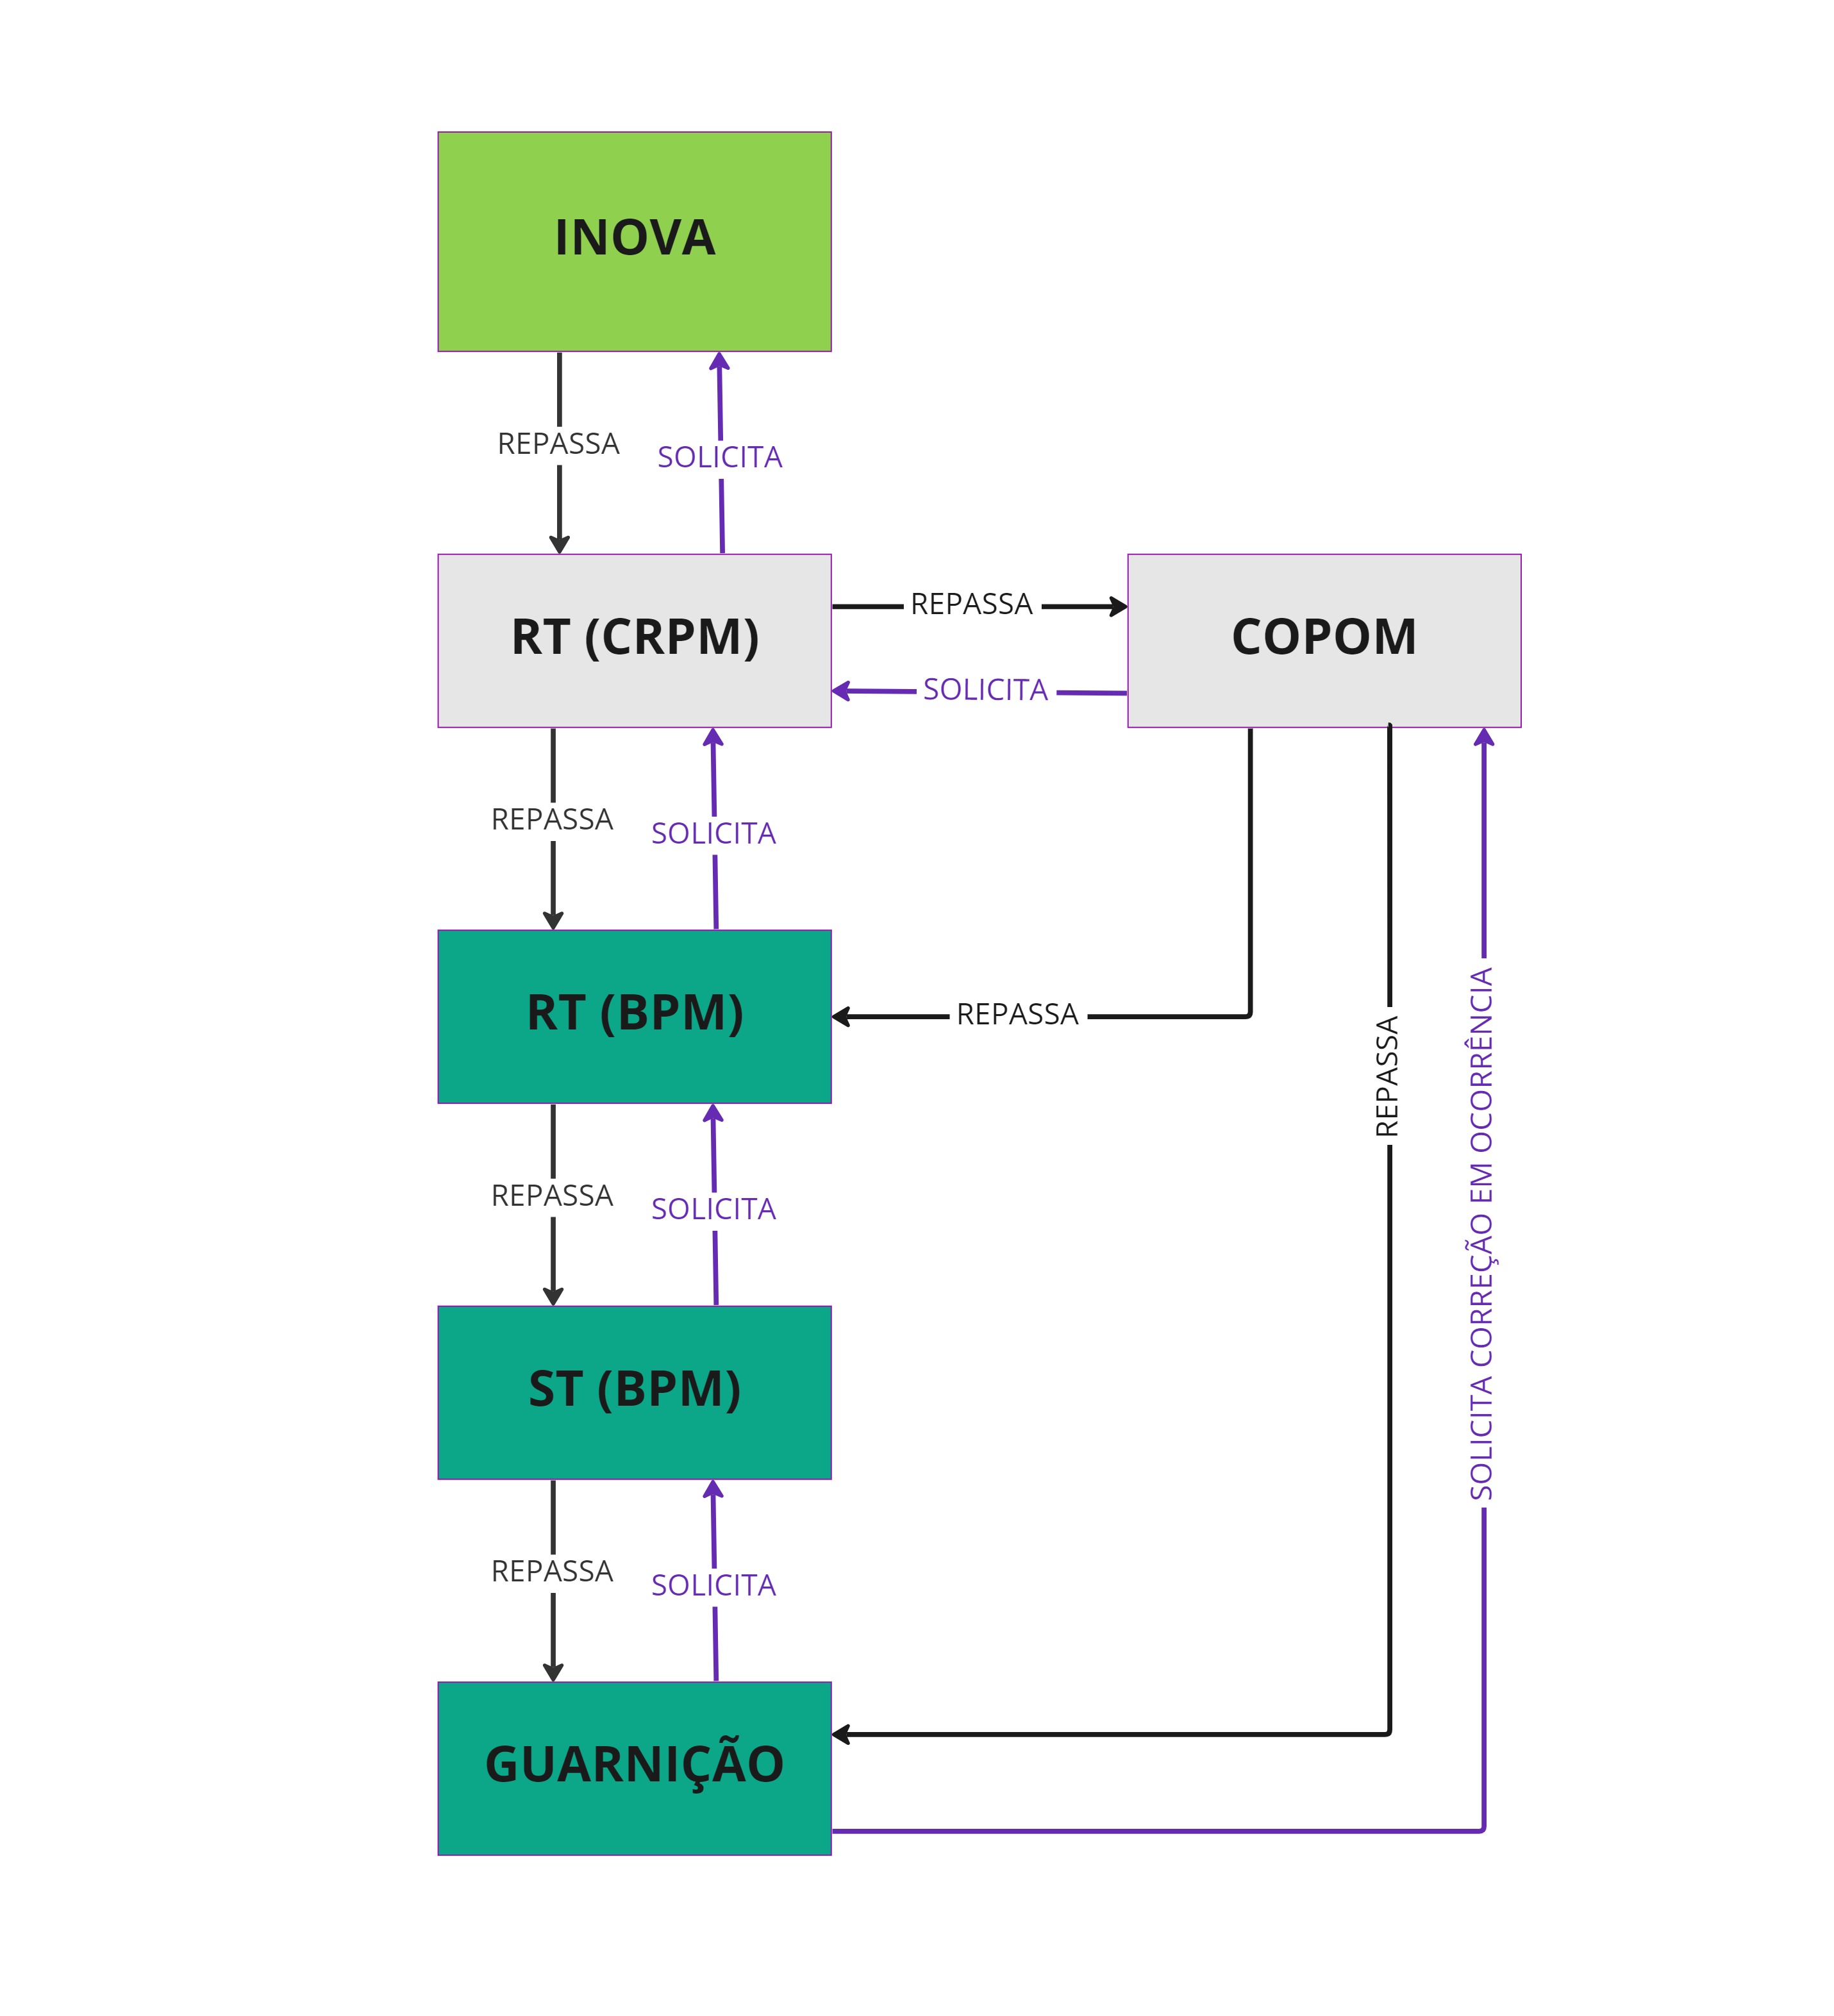 INOVA
REPASSA
SOLICITA
RT (CRPM)
REPASSA
SOLICITA
COPOM
REPASSA
SOLICITA
RT (BPM)
REPASSA
REPASSA
SOLICITA CORREÇÃO EM OCORRÊNCIA
REPASSA
SOLICITA
ST (BPM)
REPASSA
SOLICITA
GUARNIÇÃO